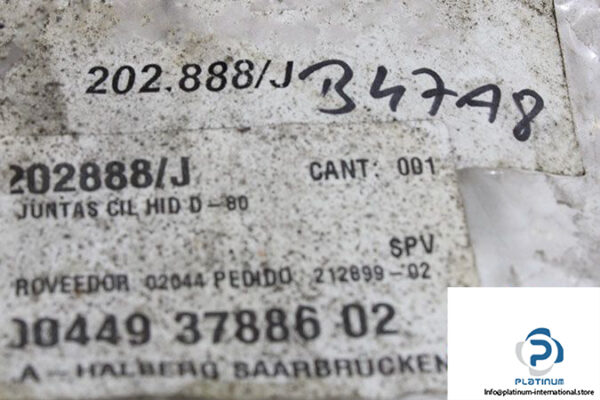 202.888/J B47A8
202888/J CANT: 001
JUNTAS CIL HID D-80
SPV
ROVEEDOR 02044 PEDIDO 212899-02
00449 37886 02
A - HALBERG SAARBRUCKEN
PLATINUM
Info@platinum-international.store